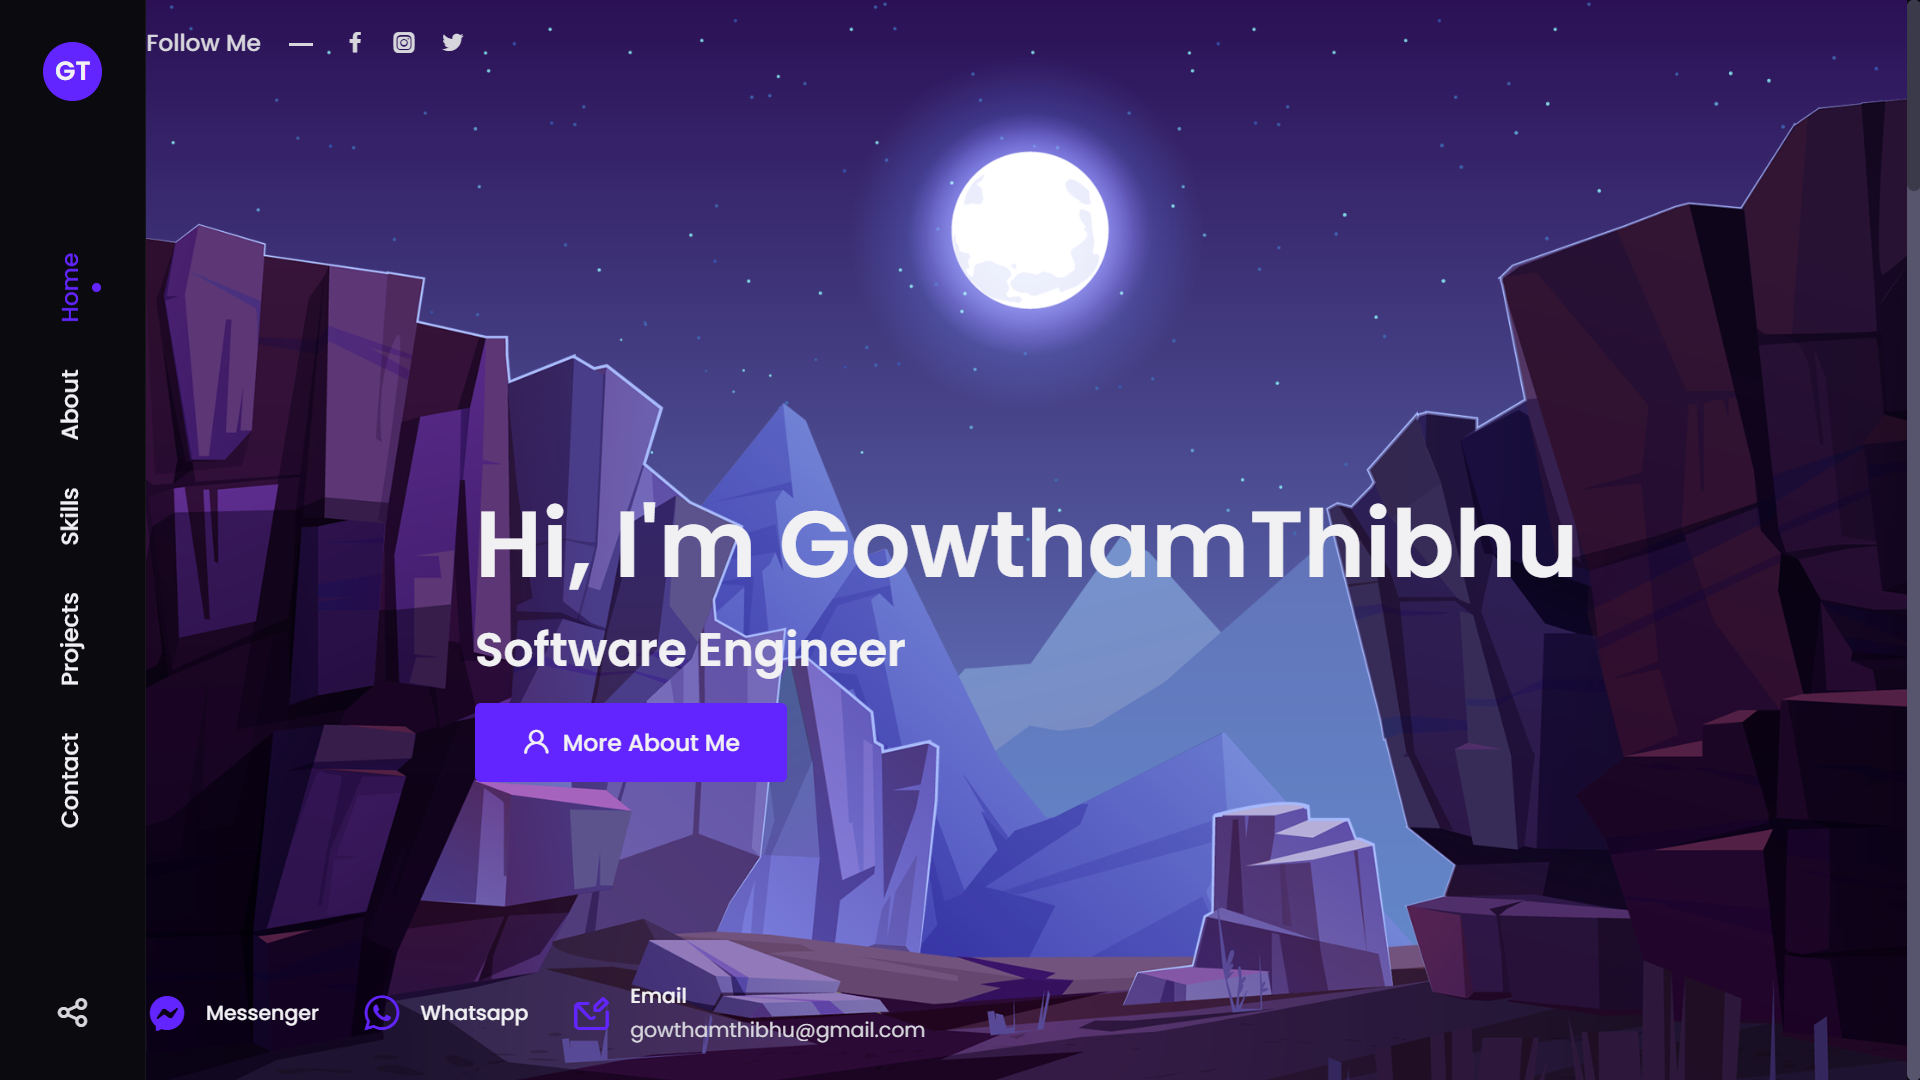 GT
Follow Me
Home
About
Skills
Projects
Contact
Hi, I'm GowthamThibhu
Software Engineer
More About Me
Messenger
Whatsapp
Email
gowthamthibhu@gmail.com